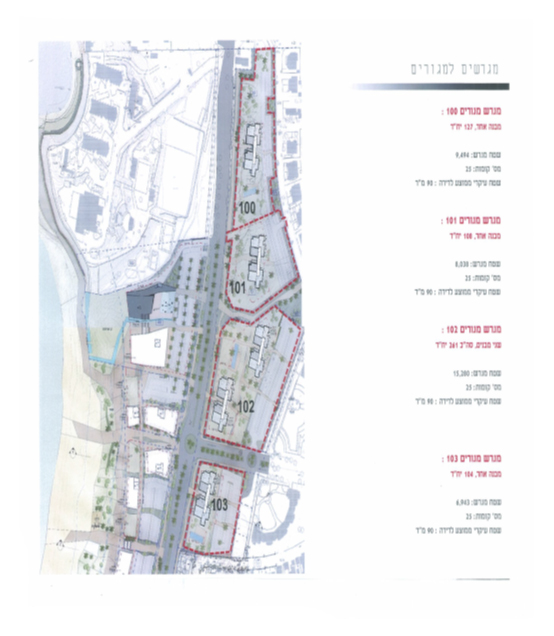 מגרשים למגורים
מגרש מגורים 100 :
מבנה אחד, 137 יח"ד
שטח מגרש: 9,494
מס' קומות: 25
שטח עיקרי ממוצע לדירה : 90 מ"ר
מגרש מגורים 101 :
מבנה אחד, 108 יח"ד
שטח מגרש: 8,038
מס' קומות: 25
שטח עיקרי ממוצע לדירה : 90 מ"ר
מגרש מגורים 102 :
שני מבנים, סה"כ 261 יח"ד
שטח מגרש:
מס' קומות: 25
שטח עיקרי ממוצע לדירה : 90 מ"ר
מגרש מגורים 103 :
מבנה אחד, 104 יח"ד
שטח מגרש: 6,943
מס' קומות: 25
שטח עיקרי ממוצע לדירה : 90 מ"ר
100
101
102
103